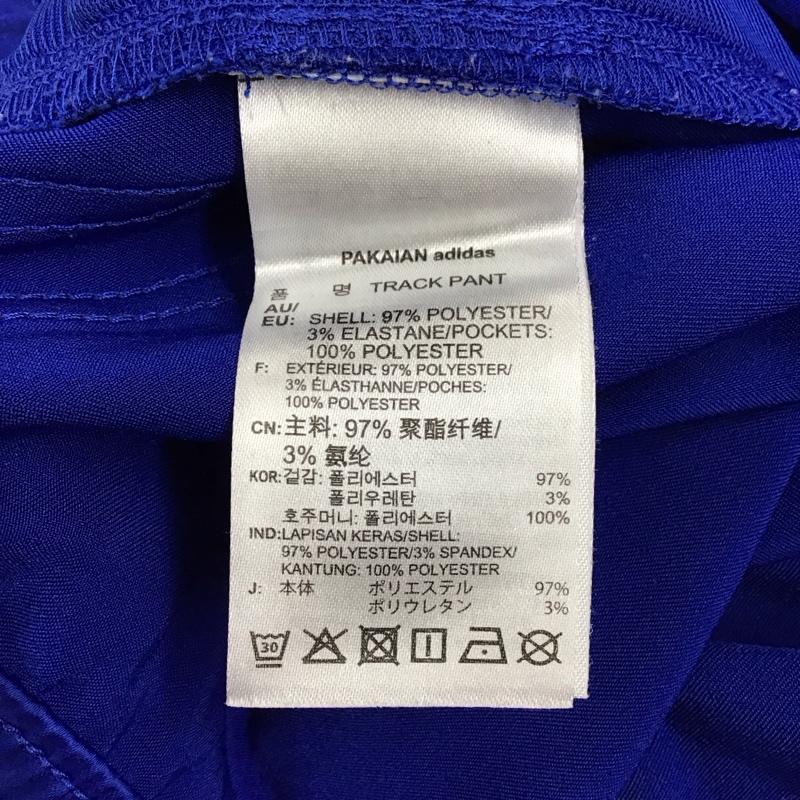 PAKAIAN adidas
품 명 TRACK PANT
AU/
EU: SHELL: 97% POLYESTER/
3% ELASTANE/POCKETS:
100% POLYESTER
F: EXTÉRIEUR: 97% POLYESTER/
3% ÉLASTHANNE/POCHES:
100% POLYESTER
CN: 主料: 97% 聚酯纤维/
3% 氨纶
KOR: 겉감: 폴리에스터 97%
폴리우레탄 3%
호주머니: 폴리에스터 100%
IND: LAPISAN KERAS/SHELL:
97% POLYESTER/3% SPANDEX/
KANTUNG: 100% POLYESTER
J: 本体 ポリエステル 97%
ポリウレタン 3%
30